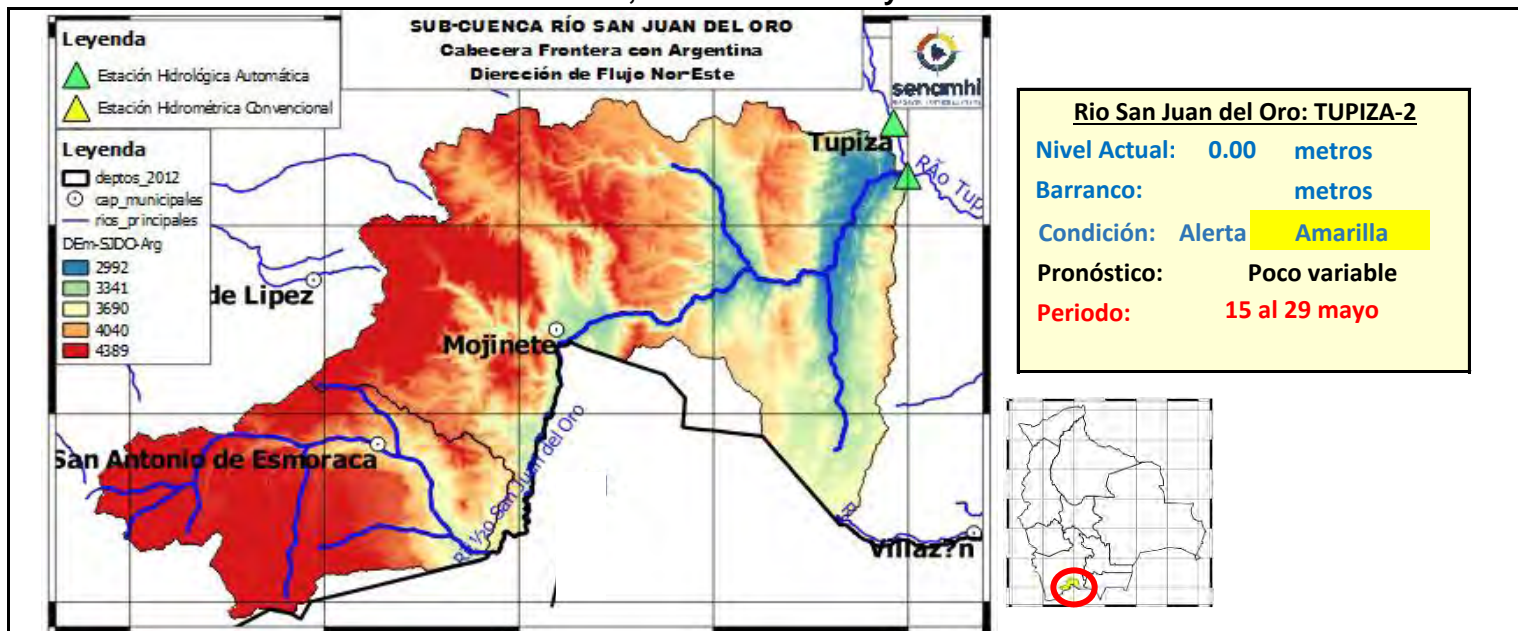 Leyenda
Estación Hidrológica Automática
Estación Hidrométrica Convencional
SUB-CUENCA RÍO SAN JUAN DEL ORO
Cabecera Frontera con Argentina
Diercción de Flujo Nor-Este
senamhi
Leyenda
deptos_2012
cap_municipales
rios_principales
DEm-SJDO-Arg
2992
3341
3690
4040
4389
Tupiza
RÃo Tup
de Lipez
Mojinete
San Antonio de Esmoraca
San Juan del Oro
Villaz?n
Rio San Juan del Oro: TUPIZA-2
Nivel Actual: 0.00 metros
Barranco: metros
Condición: Alerta Amarilla
Pronóstico: Poco variable
Periodo: 15 al 29 mayo